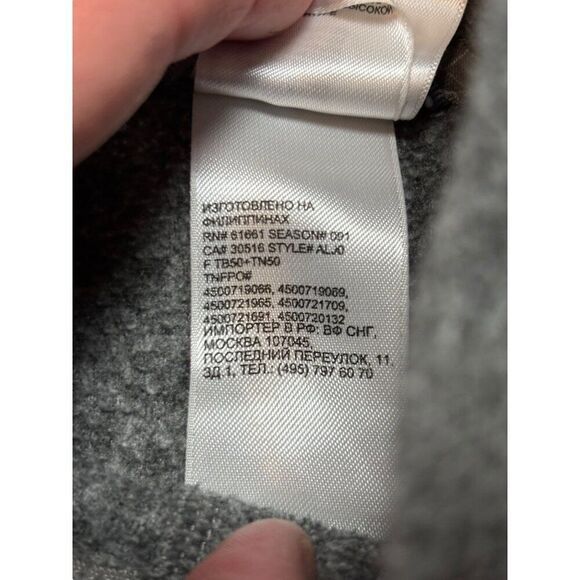 ИЗГОТОВЛЕНО НА
ФИЛИППИНАХ
RN# 61661 SEASON# 091
CA# 30516 STYLE# ALJ0
F TB50+TN50
TNFPO#
4500719066, 4500719069,
4500721965, 4500721709,
4500721691, 4500720132
ИМПОРТЕР В РФ: ВФ СНГ,
МОСКВА 107045,
ПОСЛЕДНИЙ ПЕРЕУЛОК, 11,
ЗД 1, ТЕЛ.: (495) 797 60 70